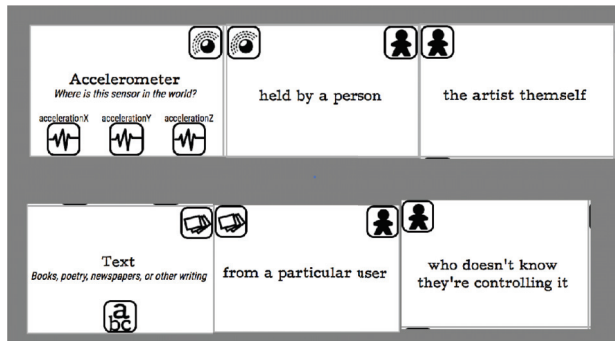 Accelerometer
Where is this sensor in the world?
accelerationX accelerationY accelerationZ
held by a person
the artist themself
Text
Books, poetry, newspapers, or other writing
a
bc
from a particular user
who doesn't know
they're controlling it